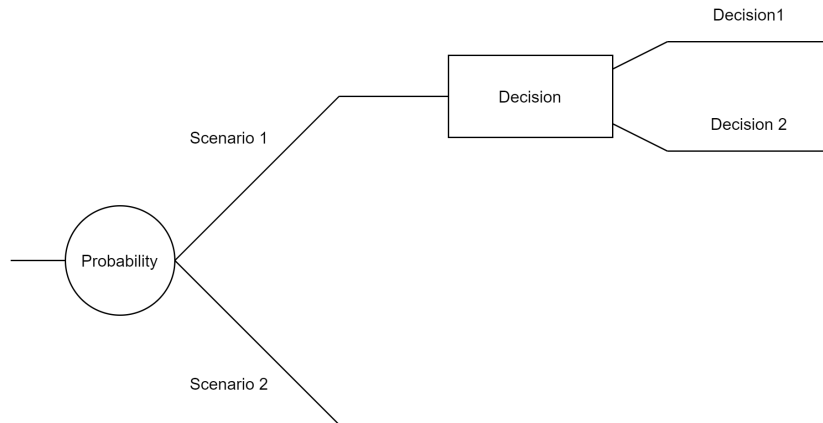 Decision1
Decision
Decision 2
Scenario 1
Probability
Scenario 2